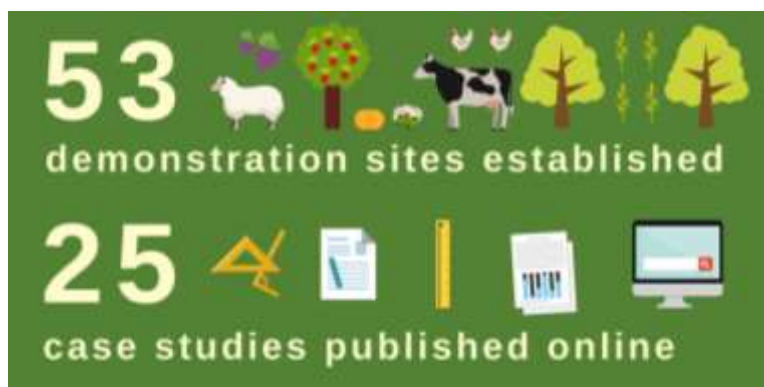 53
demonstration sites established
25
case studies published online